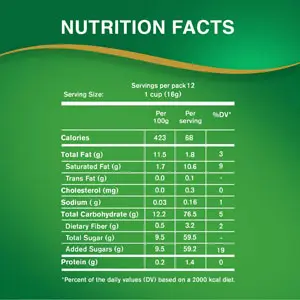 NUTRITION FACTS
Servings per pack12
Serving Size: 1 cup (16g)
Per 100g Per serving %DV*
Calories 423 68
Total Fat (g) 11.5 1.8 3
Saturated Fat (g) 1.7 10.6 9
Trans Fat (g) 0.0 0.1 -
Cholesterol (mg) 0.3 0.0 0
Sodium ( g) 0.03 0.16 1
Total Carbohydrate (g) 12.2 76.5 5
Dietary Fiber (g) 0.5 3.2 2
Total Sugar (g) 9.5 59.5 -
Added Sugars (g) 9.5 59.2 19
Protein (g) 0.2 1.4 0
*Percent of the daily values (DV) based on a 2000 kcal diet.